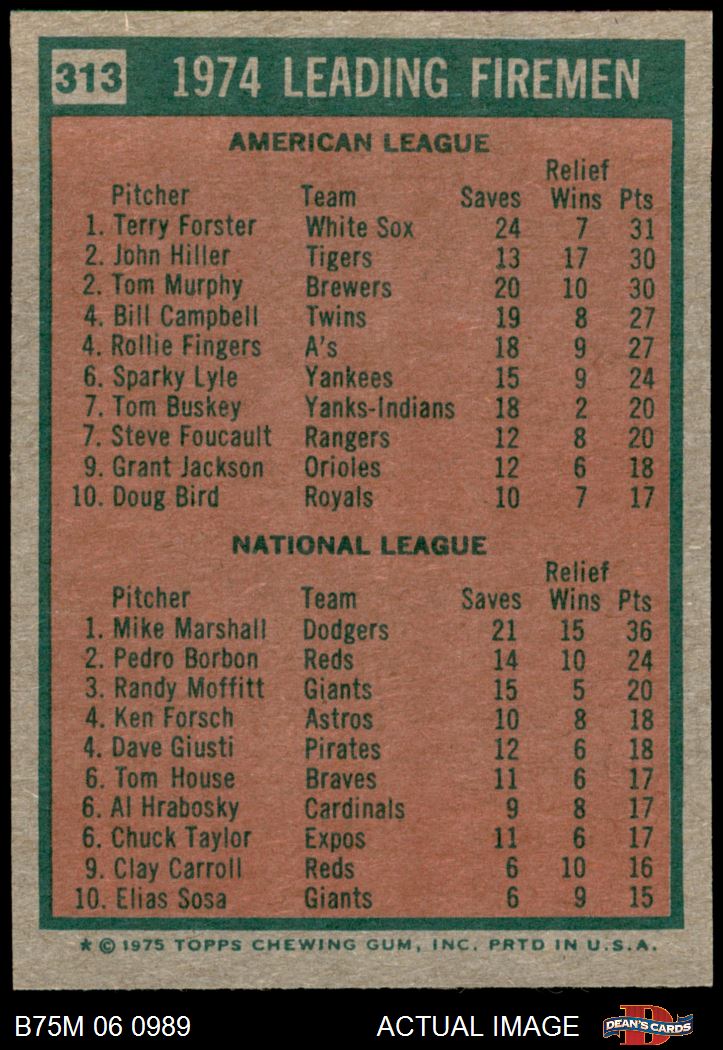 313 1974 LEADING FIREMEN
AMERICAN LEAGUE
Relief
Pitcher Team Saves Wins Pts
1. Terry Forster White Sox 24 7 31
2. John Hiller Tigers 13 17 30
2. Tom Murphy Brewers 20 10 30
4. Bill Campbell Twins 19 8 27
4. Rollie Fingers A's 18 9 27
6. Sparky Lyle Yankees 15 9 24
7. Tom Buskey Yanks-Indians 18 2 20
7. Steve Foucault Rangers 12 8 20
9. Grant Jackson Orioles 12 6 18
10. Doug Bird Royals 10 7 17
NATIONAL LEAGUE
Relief
Pitcher Team Saves Wins Pts
1. Mike Marshall Dodgers 21 15 36
2. Pedro Borbon Reds 14 10 24
3. Randy Moffitt Giants 15 5 20
4. Ken Forsch Astros 10 8 18
4. Dave Giusti Pirates 12 6 18
6. Tom House Braves 11 6 17
6. Al Hrabosky Cardinals 9 8 17
6. Chuck Taylor Expos 11 6 17
9. Clay Carroll Reds 6 10 16
10. Elias Sosa Giants 6 9 15
★ © 1975 TOPPS CHEWING GUM, INC. PRTD IN U.S.A.
B75M 06 0989 ACTUAL IMAGE D DEAN'S CARDS